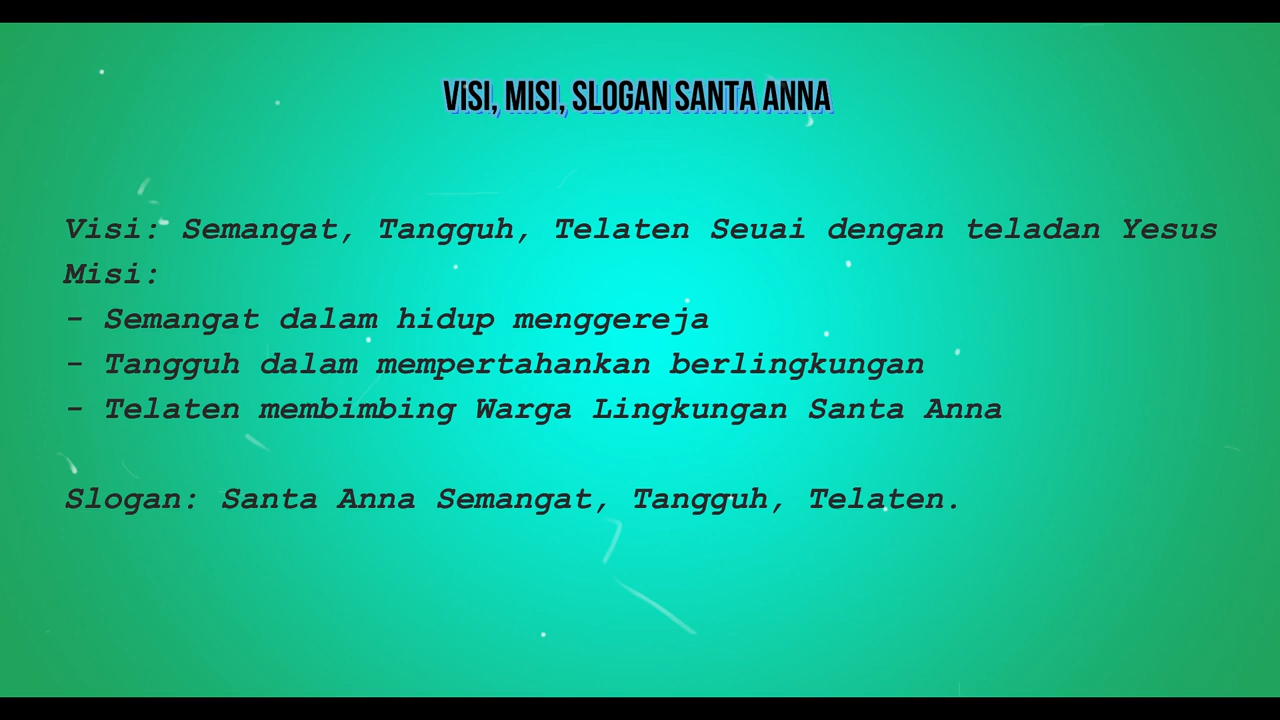 ViSI, MISI, SLOGAN SANTA ANNA
Visi: Semangat, Tangguh, Telaten Seuai dengan teladan Yesus
Misi:
- Semangat dalam hidup menggereja
- Tangguh dalam mempertahankan berlingkungan
- Telaten membimbing Warga Lingkungan Santa Anna
Slogan: Santa Anna Semangat, Tangguh, Telaten.